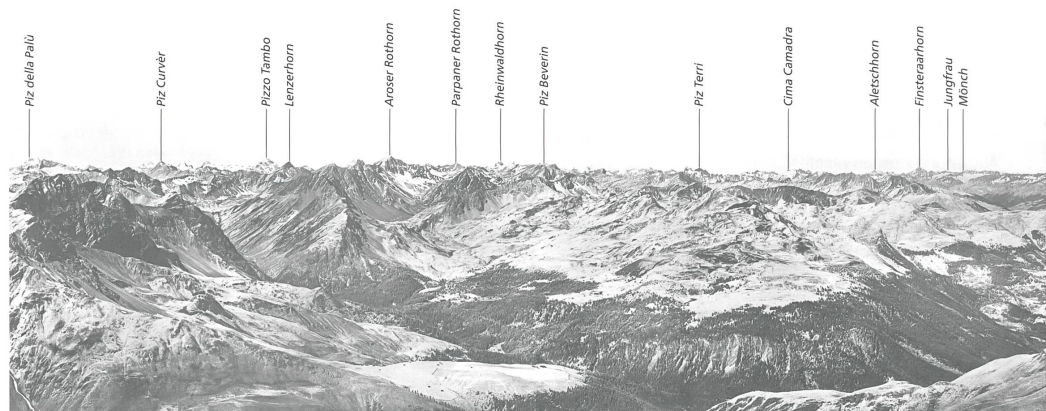 Piz della Palù
Piz Curvèr
Pizzo Tambo
Lenzerhorn
Aroser Rothorn
Parpaner Rothorn
Rheinwaldhorn
Piz Beverin
Piz Terri
Cima Camadra
Aletschhorn
Finsteraarhorn
Jungfrau
Mönch